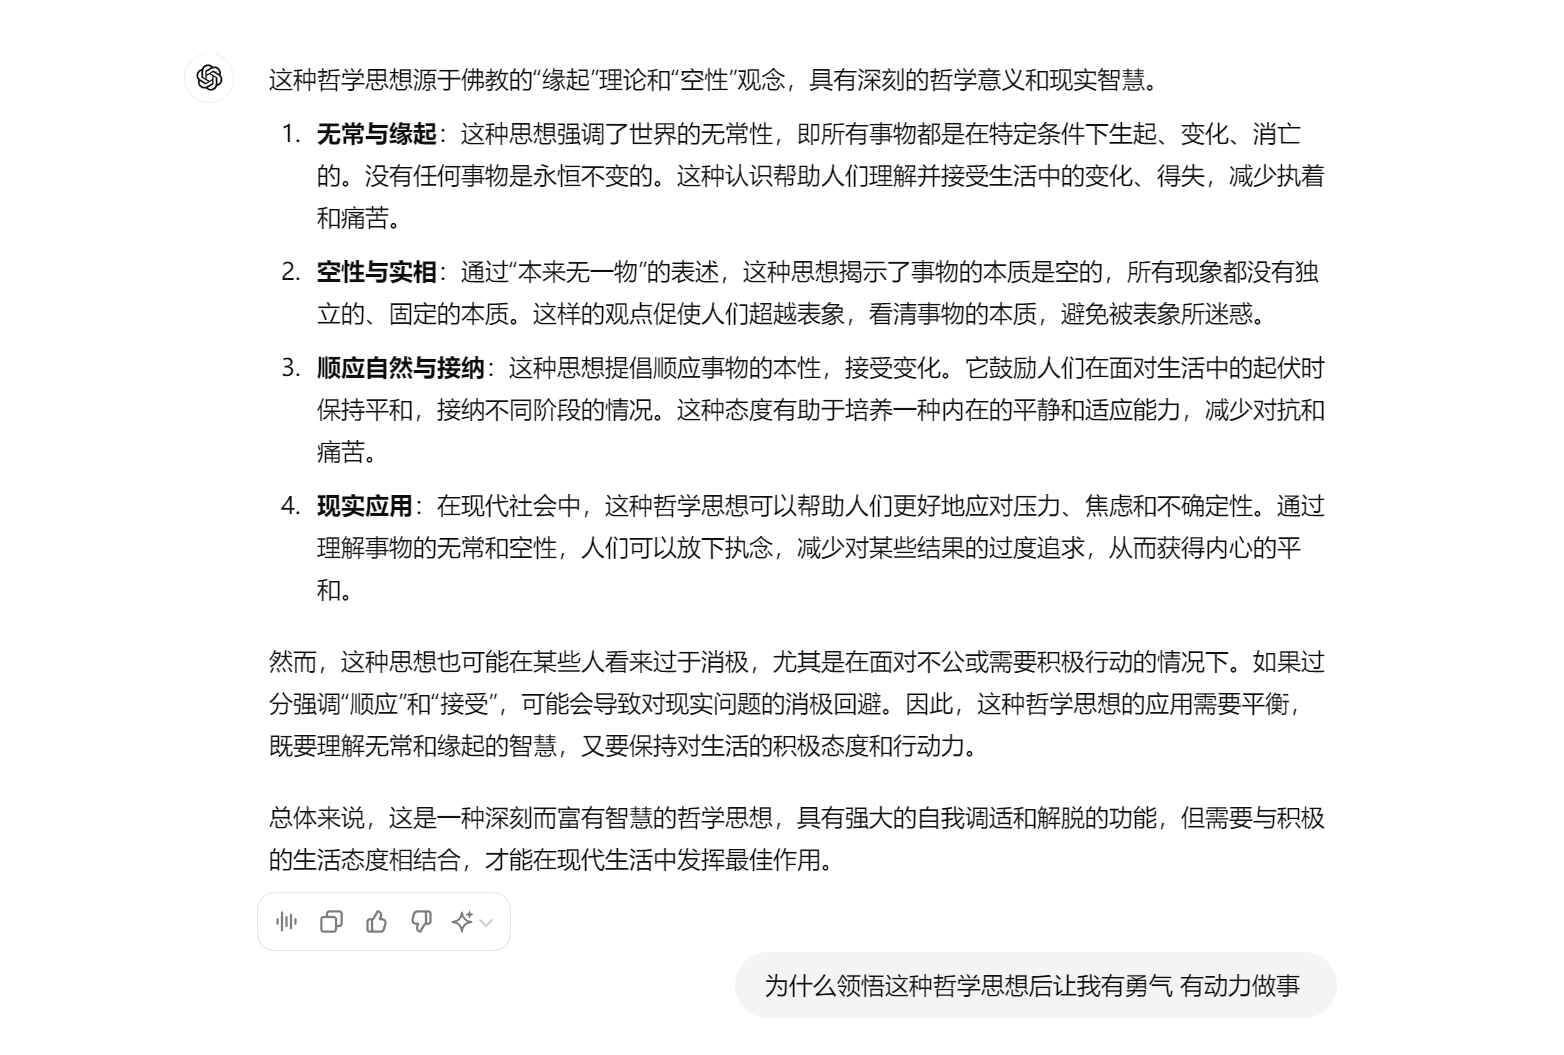 这种哲学思想源于佛教的“缘起”理论和“空性”观念，具有深刻的哲学意义和现实智慧。
1. 无常与缘起：这种思想强调了世界的无常性，即所有事物都是在特定条件下生起、变化、消亡
的。没有任何事物是永恒不变的。这种认识帮助人们理解并接受生活中的变化、得失，减少执着
和痛苦。
2. 空性与实相：通过“本来无一物”的表述，这种思想揭示了事物的本质是空的，所有现象都没有独
立的、固定的本质。这样的观点促使人们超越表象，看清事物的本质，避免被表象所迷惑。
3. 顺应自然与接纳：这种思想提倡顺应事物的本性，接受变化。它鼓励人们在面对生活中的起伏时
保持平和，接纳不同阶段的情况。这种态度有助于培养一种内在的平静和适应能力，减少对抗和
痛苦。
4. 现实应用：在现代社会中，这种哲学思想可以帮助人们更好地应对压力、焦虑和不确定性。通过
理解事物的无常和空性，人们可以放下执念，减少对某些结果的过度追求，从而获得内心的平
和。
然而，这种思想也可能在某些人看来过于消极，尤其是在面对不公或需要积极行动的情况下。如果过
分强调“顺应”和“接受”，可能会导致对现实问题的消极回避。因此，这种哲学思想的应用需要平衡，
既要理解无常和缘起的智慧，又要保持对生活的积极态度和行动力。
总体来说，这是一种深刻而富有智慧的哲学思想，具有强大的自我调适和解脱的功能，但需要与积极
的生活态度相结合，才能在现代生活中发挥最佳作用。
为什么领悟这种哲学思想后让我有勇气 有动力做事